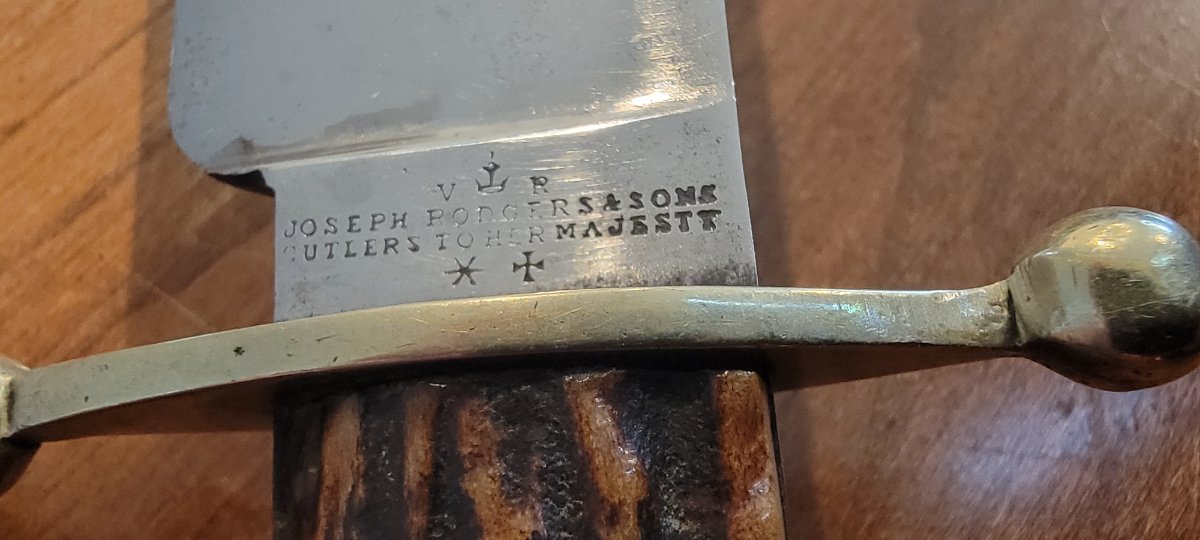 V R
JOSEPH RODGERS & SONS
CUTLERS TO HER MAJESTY